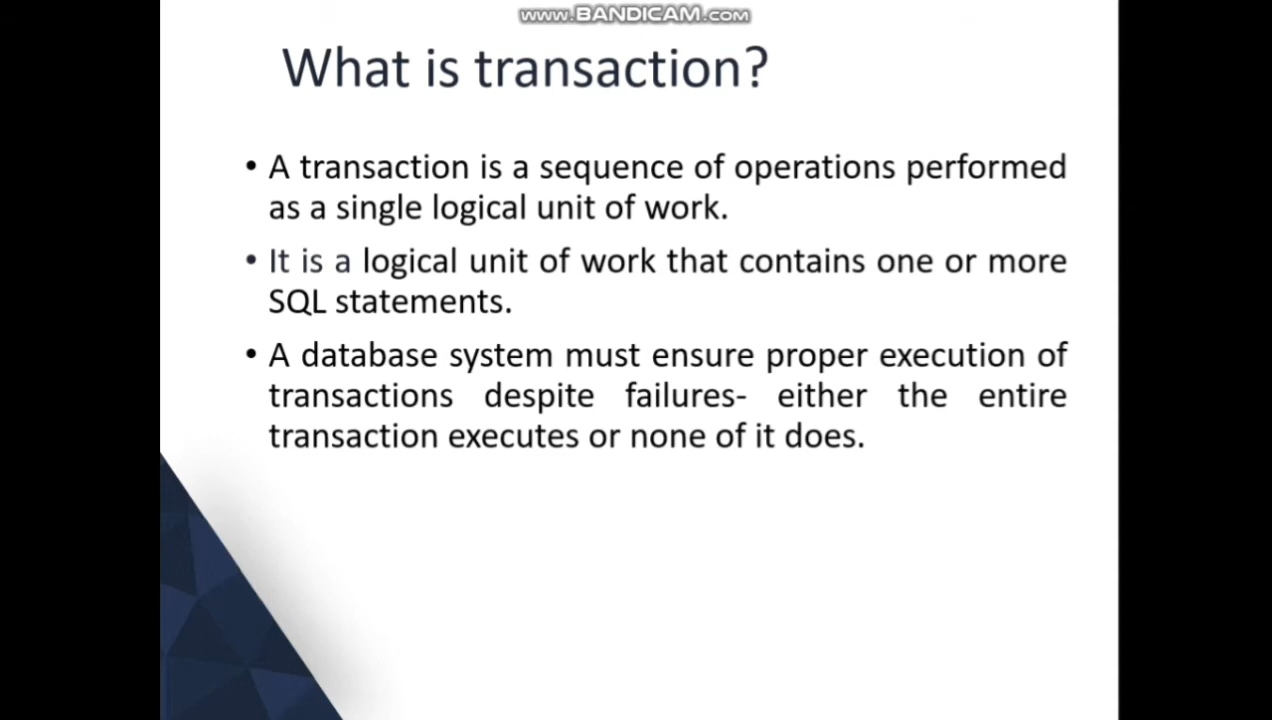 www.BANDICAM.com
What is transaction?
• A transaction is a sequence of operations performed
as a single logical unit of work.
• It is a logical unit of work that contains one or more
SQL statements.
• A database system must ensure proper execution of
transactions despite failures- either the entire
transaction executes or none of it does.